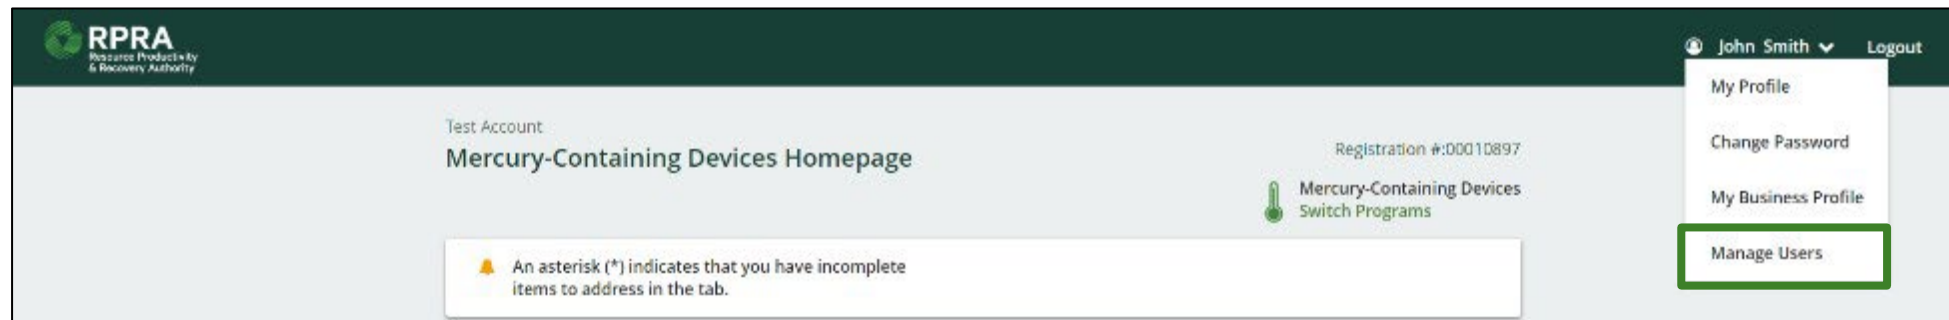 RPRA
Resource Productivity
& Recovery Authority
John Smith
Logout
My Profile
Change Password
My Business Profile
Manage Users
Test Account
Mercury-Containing Devices Homepage
Registration #:00010897
Mercury-Containing Devices
Switch Programs
An asterisk (*) indicates that you have incomplete
items to address in the tab.